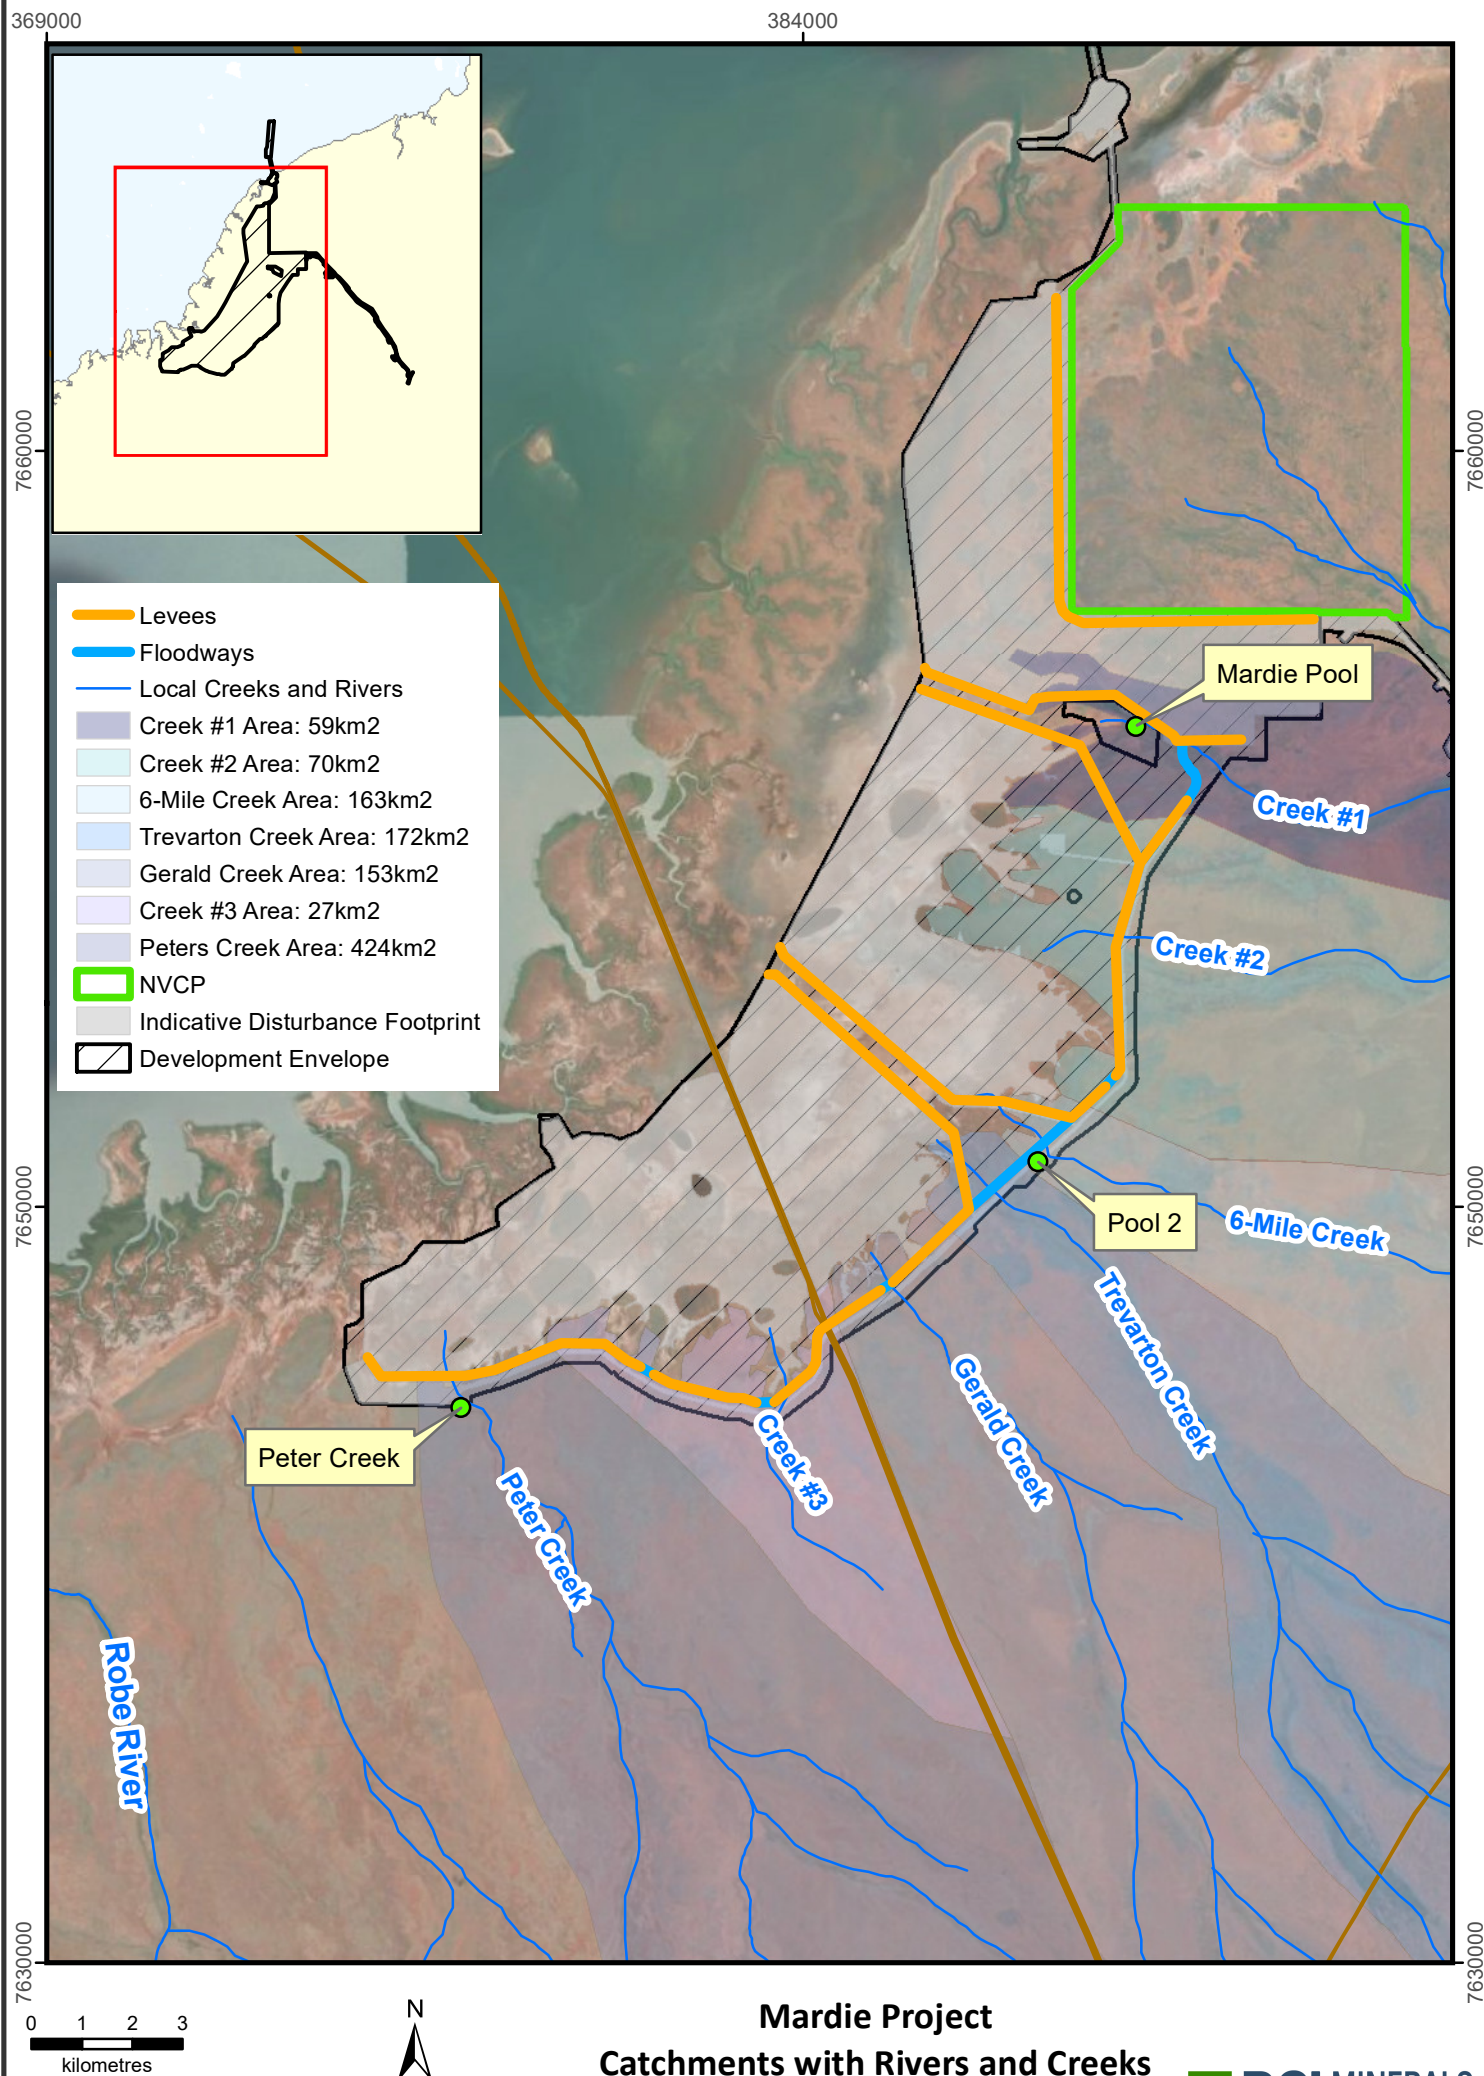 369000
384000
7660000
7660000
Levees
Floodways
Local Creeks and Rivers
Creek #1 Area: 59km2
Creek #2 Area: 70km2
6-Mile Creek Area: 163km2
Trevarton Creek Area: 172km2
Gerald Creek Area: 153km2
Creek #3 Area: 27km2
Peters Creek Area: 424km2
NVCP
Indicative Disturbance Footprint
Development Envelope
Mardie Pool
Creek #1
Creek #2
7650000
7650000
Pool 2
6-Mile Creek
Trevarton Creek
Gerald Creek
Creek #3
Peter Creek
Peter Creek
Robe River
7630000
7630000
0 1 2 3
kilometres
N
Mardie Project
Catchments with Rivers and Creeks
MINERALS